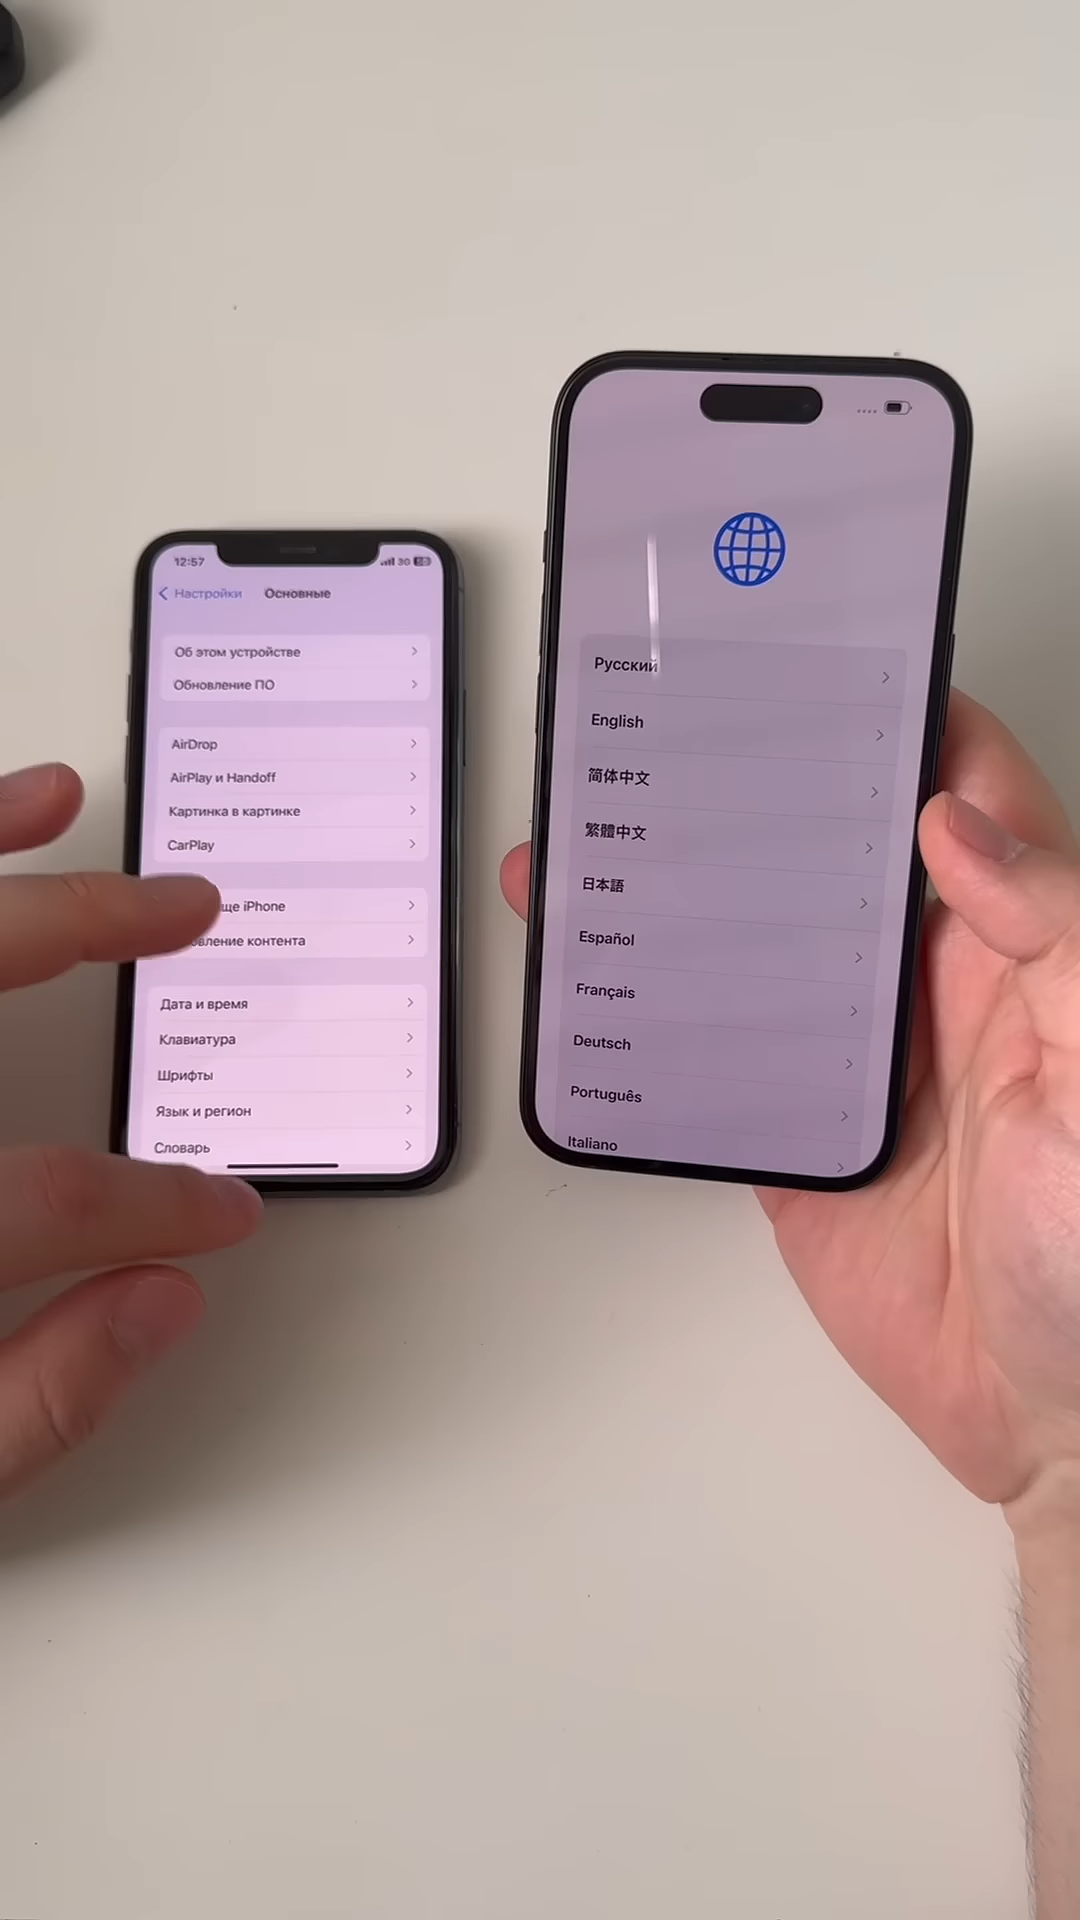 12:57
3G
Настройки
Основные
Об этом устройстве
Обновление ПО
AirDrop
AirPlay и Handoff
Картинка в картинке
CarPlay
iPhone
контента
Дата и время
Клавиатура
Шрифты
Язык и регион
Словарь
Русский
English
简体中文
繁體中文
日本語
Español
Français
Deutsch
Português
Italiano